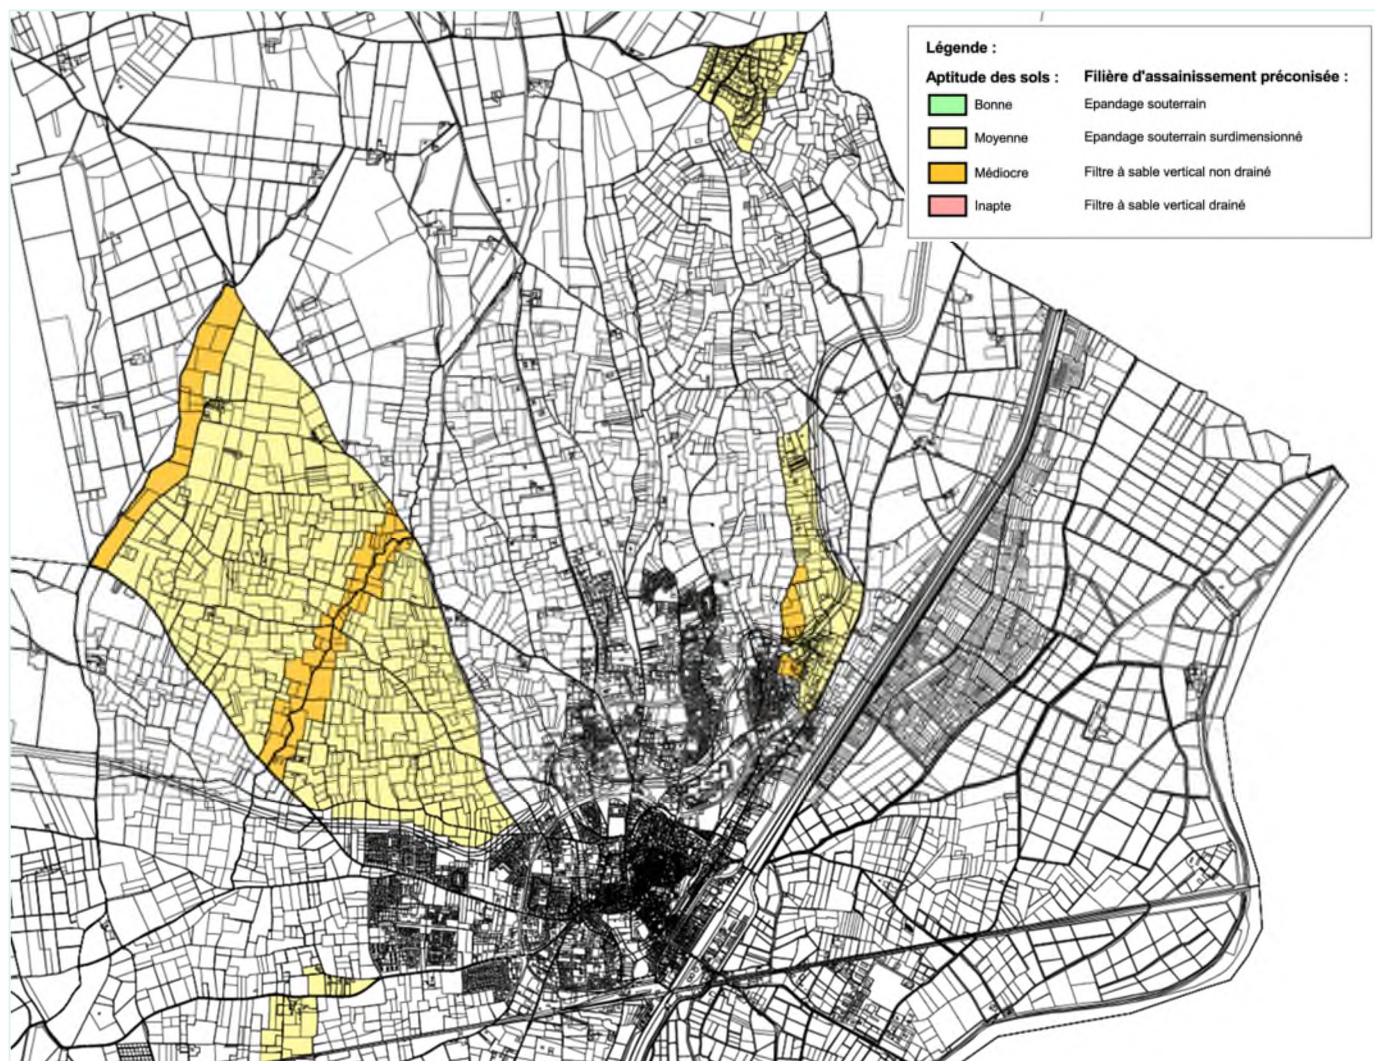 Légende :
Aptitude des sols : Filière d'assainissement préconisée :
Bonne Epandage souterrain
Moyenne Epandage souterrain surdimensionné
Médiocre Filtre à sable vertical non drainé
Inapte Filtre à sable vertical drainé